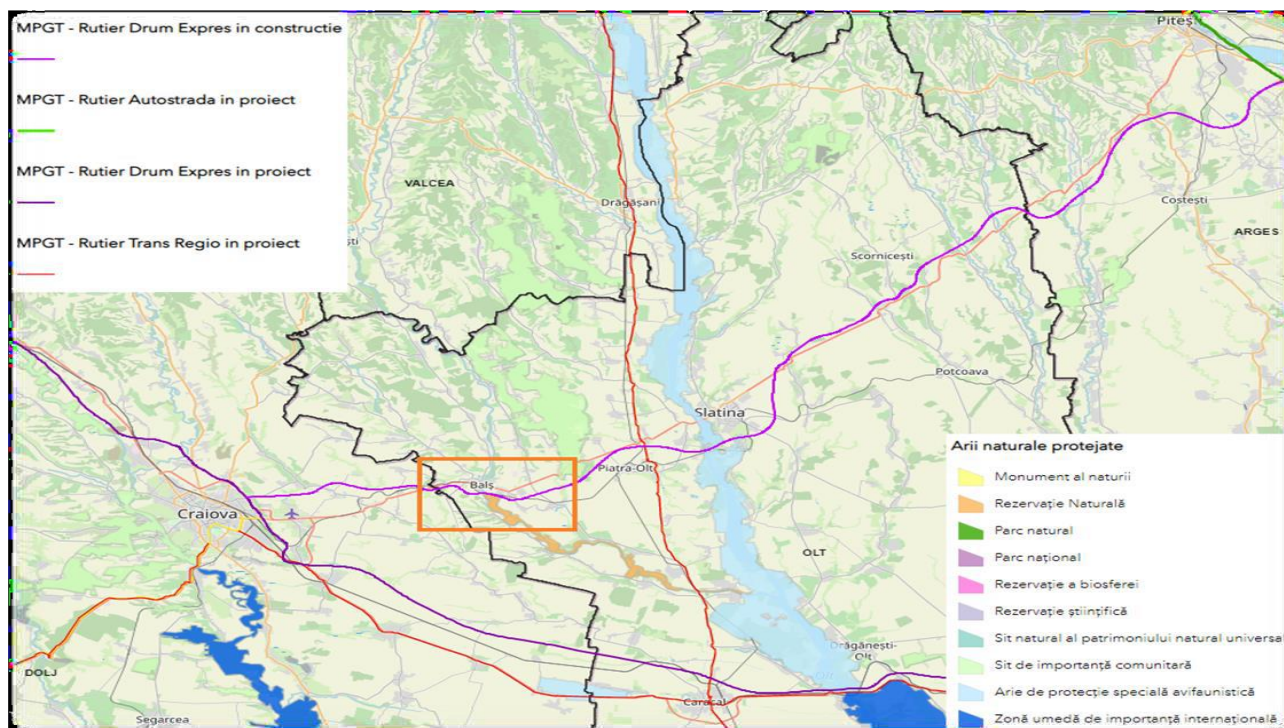 MPGT - Rutier Drum Expres in constructie
MPGT - Rutier Autostrada in proiect
MPGT - Rutier Drum Expres in proiect
MPGT - Rutier Trans Regio in proiect
Pitești
VALCEA
Drăgășani
Costești
ARGES
Scornicești
Potcoava
Slatina
Piatra-Olt
Balș
Craiova
OLT
DOLJ
Drăgănești-
Olt
Caracal
Segarcea
Arii naturale protejate
Monument al naturii
Rezervație Naturală
Parc natural
Parc național
Rezervație a biosferei
Rezervație științifică
Sit natural al patrimoniului natural universa
Sit de importanță comunitară
Arie de protecție specială avifaunistică
Zonă umedă de importanță internațională